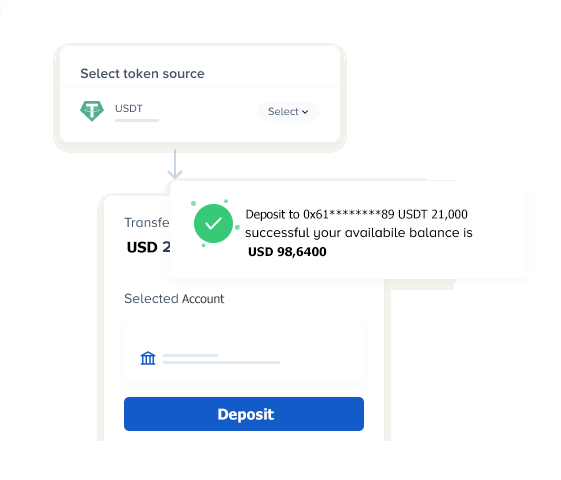 Select token source
USDT
Select
Deposit to 0x61********89 USDT 21,000
successful your availabile balance is
USD 98,6400
Transfe
USD 2
Selected Account
Deposit